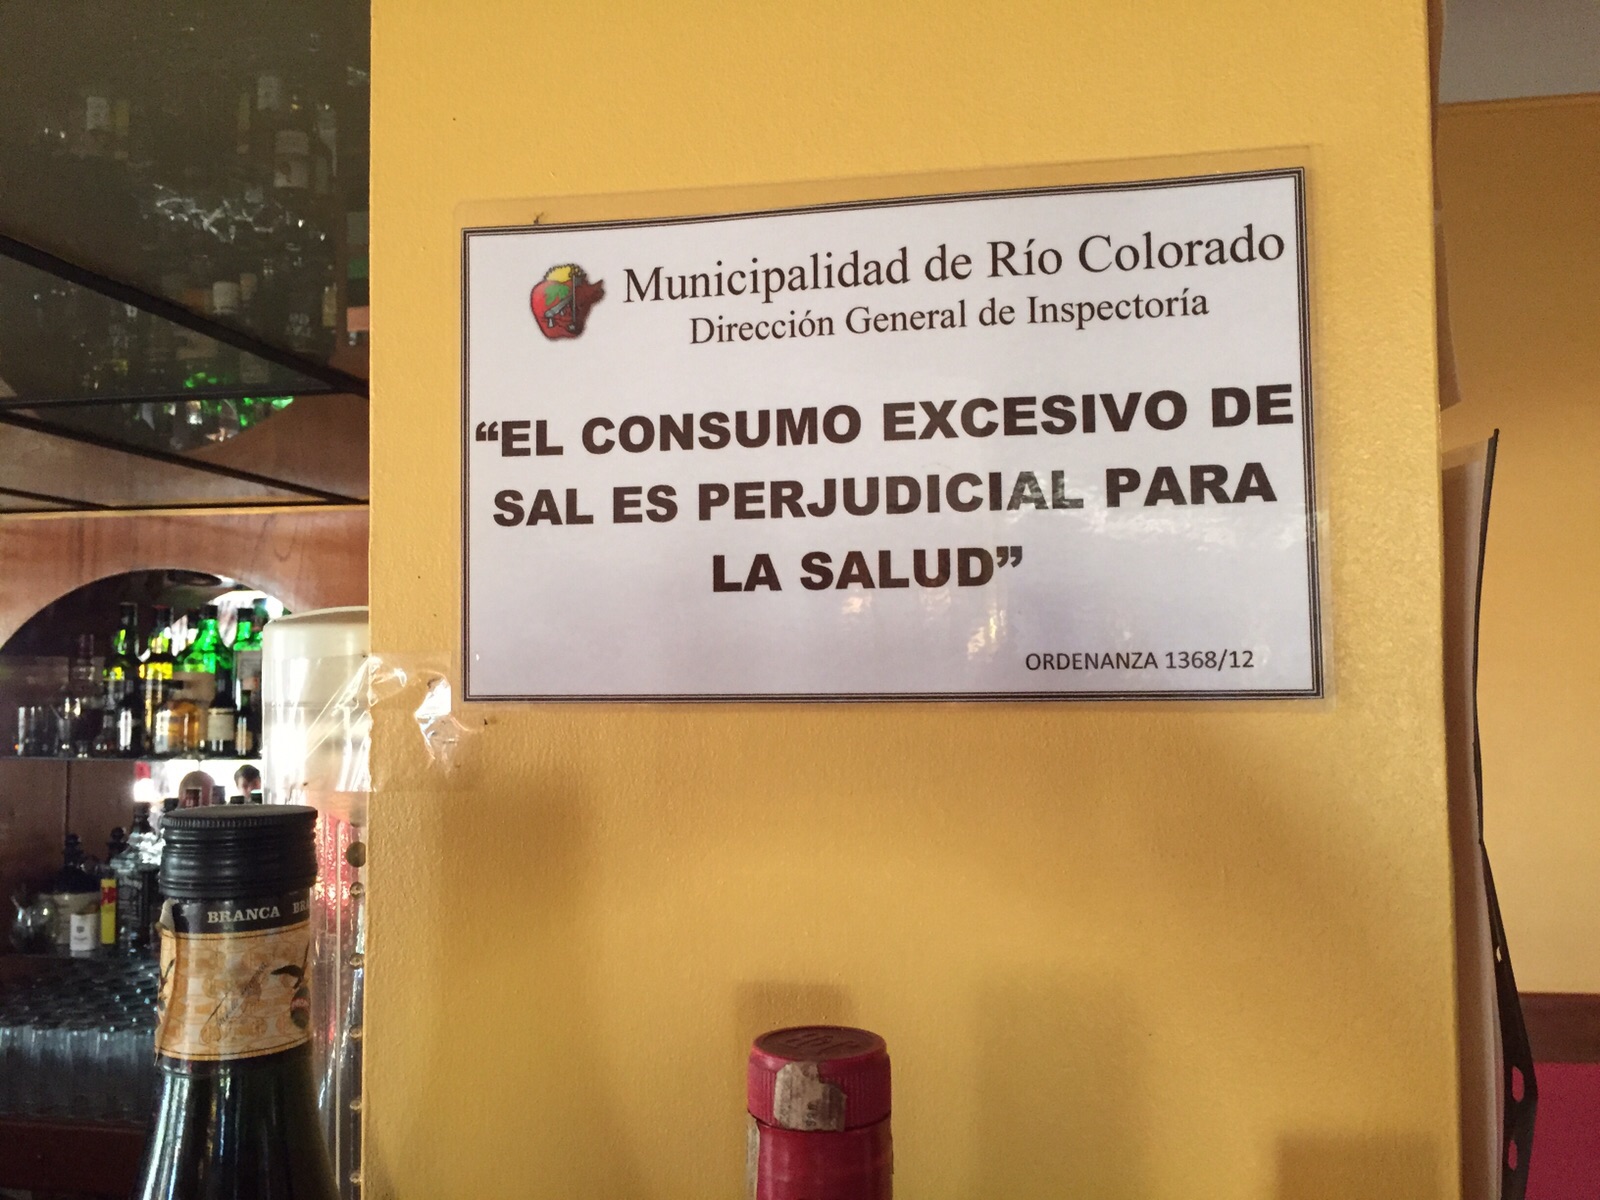 Municipalidad de Río Colorado
Dirección General de Inspectoría
“EL CONSUMO EXCESIVO DE
SAL ES PERJUDICIAL PARA
LA SALUD”
ORDENANZA 1368/12
BRANCA